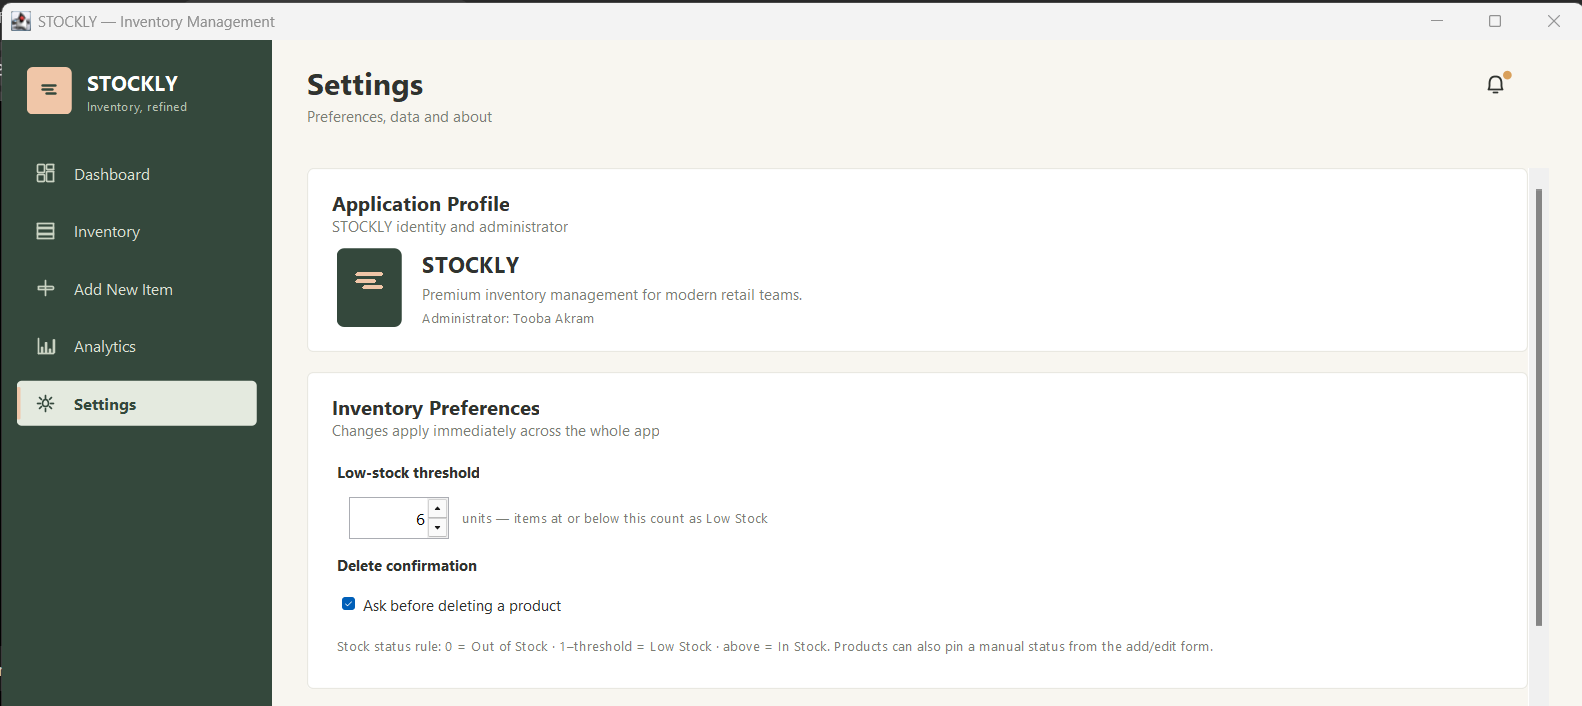 STOCKLY — Inventory Management
STOCKLY
Inventory, refined
Dashboard
Inventory
Add New Item
Analytics
Settings
Settings
Preferences, data and about
Application Profile
STOCKLY identity and administrator
STOCKLY
Premium inventory management for modern retail teams.
Administrator: Tooba Akram
Inventory Preferences
Changes apply immediately across the whole app
Low-stock threshold
6 units — items at or below this count as Low Stock
Delete confirmation
Ask before deleting a product
Stock status rule: 0 = Out of Stock · 1–threshold = Low Stock · above = In Stock. Products can also pin a manual status from the add/edit form.